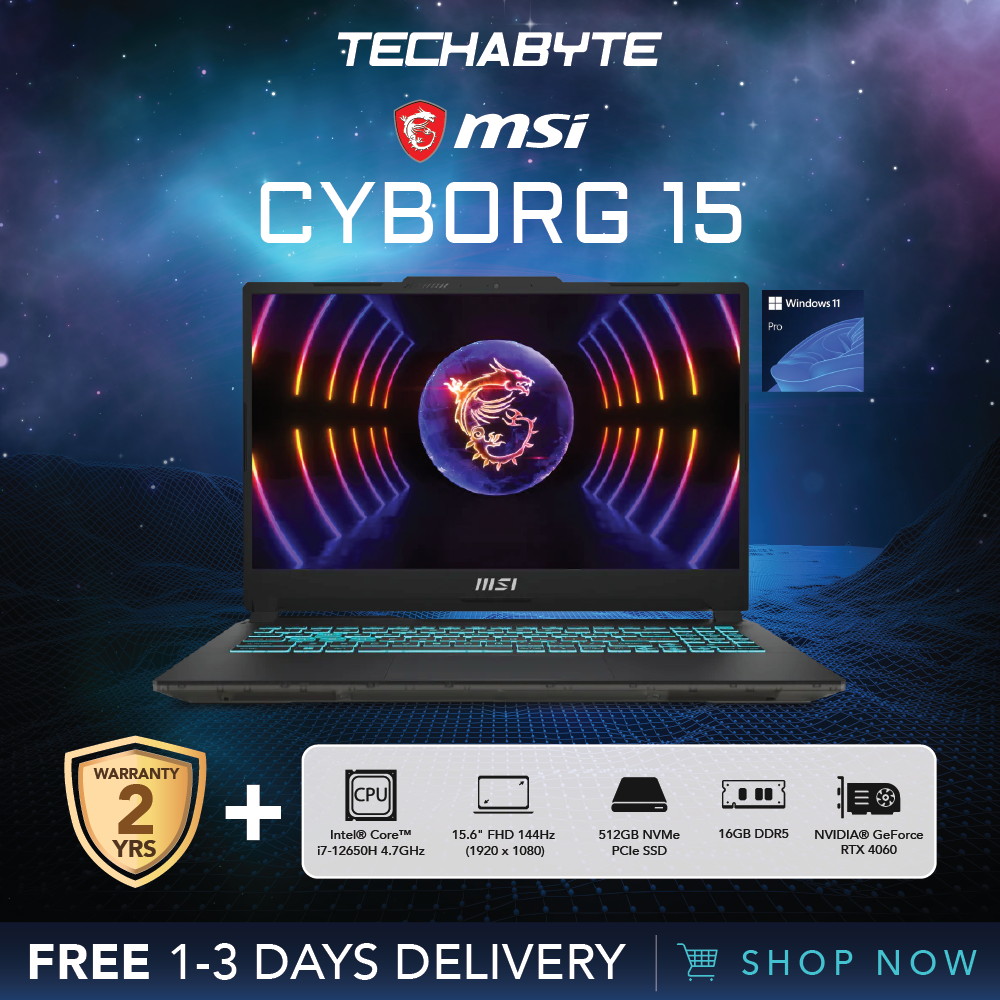 TECHABYTE
msi
CYBORG 15
Windows 11
Pro
msi
WARRANTY
2
YRS
+
CPU
Intel® Core™
i7-12650H 4.7GHz
15.6" FHD 144Hz
(1920 x 1080)
512GB NVMe
PCIe SSD
16GB DDR5
NVIDIA® GeForce
RTX 4060
FREE 1-3 DAYS DELIVERY
SHOP NOW